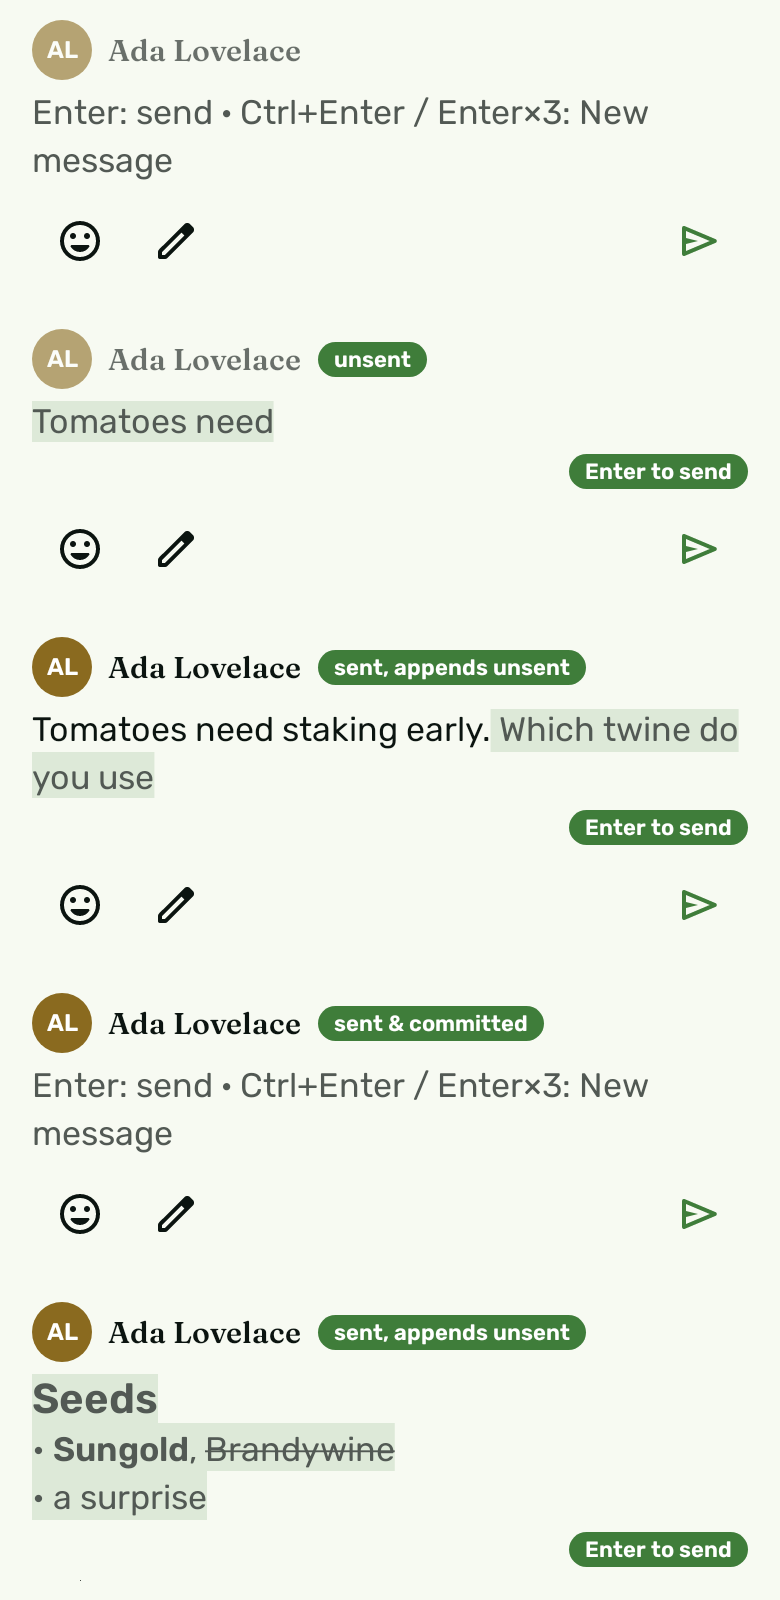 AL Ada Lovelace
Enter: send • Ctrl+Enter / Enter×3: New
message
AL Ada Lovelace unsent
Tomatoes need
Enter to send
AL Ada Lovelace sent, appends unsent
Tomatoes need staking early. Which twine do
you use
Enter to send
AL Ada Lovelace sent & committed
Enter: send • Ctrl+Enter / Enter×3: New
message
AL Ada Lovelace sent, appends unsent
Seeds
• Sungold, Brandywine
• a surprise
Enter to send